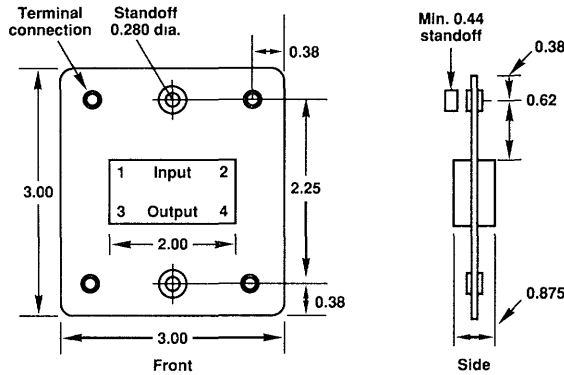 Terminal
connection
Standoff
0.280 dia.
0.38
Min. 0.44
standoff
0.38
0.62
3.00
1 Input 2
3 Output 4
2.00
2.25
0.38
0.875
3.00
Front
Side